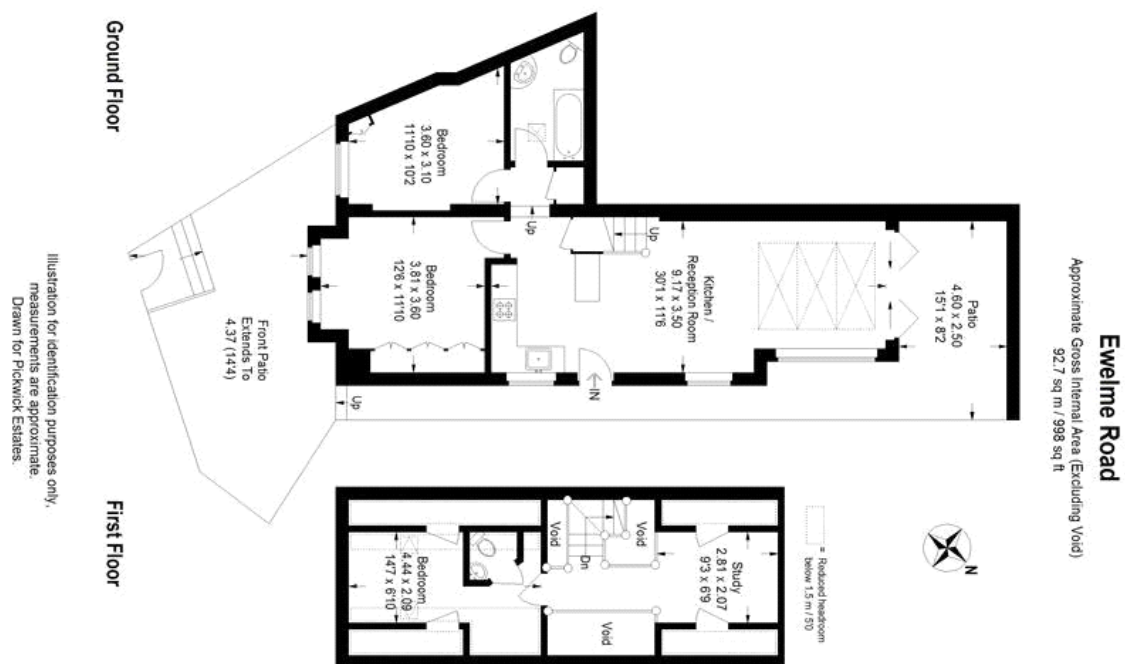 Ewelme Road
Approximate Gross Internal Area (Excluding Void)
92.7 sq m / 998 sq ft
N
= Reduced headroom
below 1.5 m / 5'0
Patio
4.60 x 2.50
15'1 x 8'2
Kitchen /
Reception Room
9.17 x 3.50
30'1 x 11'6
Up
IN
Up
Bedroom
3.60 x 3.10
11'10 x 10'2
Bedroom
3.81 x 3.60
12'6 x 11'10
Up
Front Patio
Extends To
4.37 (14'4)
Ground Floor
Study
2.81 x 2.07
9'3 x 6'9
Void
Void
Dn
Void
Bedroom
4.44 x 2.09
14'7 x 6'10
First Floor
Illustration for identification purposes only,
measurements are approximate.
Drawn for Pickwick Estates.